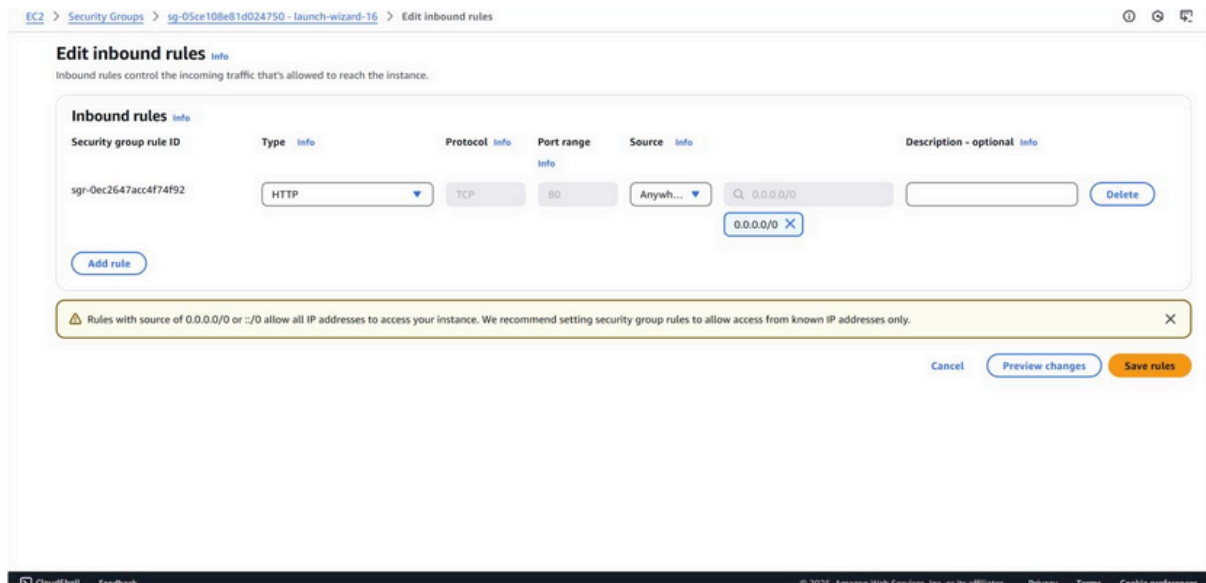 EC2 > Security Groups > sg-05ce108e81d024750 - launch-wizard-16 > Edit inbound rules
Edit inbound rules Info
Inbound rules control the incoming traffic that's allowed to reach the instance.
Inbound rules Info
Security group rule ID Type Info Protocol Info Port range Info Source Info Description - optional Info
sgr-0ec2647acc4f74f92 HTTP TCP 80 Anywh... 0.0.0.0/0 Delete
0.0.0.0/0
Add rule
Rules with source of 0.0.0.0/0 or ::/0 allow all IP addresses to access your instance. We recommend setting security group rules to allow access from known IP addresses only.
Cancel Preview changes Save rules
CloudShell Feedback © 2025, Amazon Web Services, Inc. or its affiliates. Privacy Terms Cookie preferences